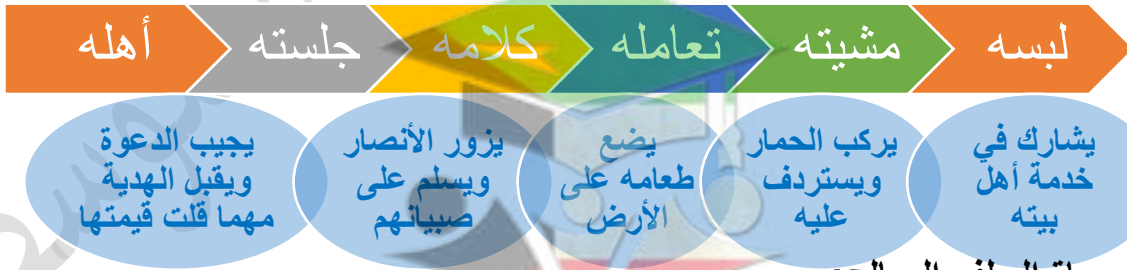 لبسه
مشيته
تعامله
كلامه
جلسته
أهله
يشارك في
خدمة أهل
بيته
يركب الحمار
ويستردف
عليه
يضع
طعامه على
الأرض
يزور الأنصار
ويسلم على
صبيانهم
يجيب الدعوة
ويقبل الهدية
مهما قلت قيمتها